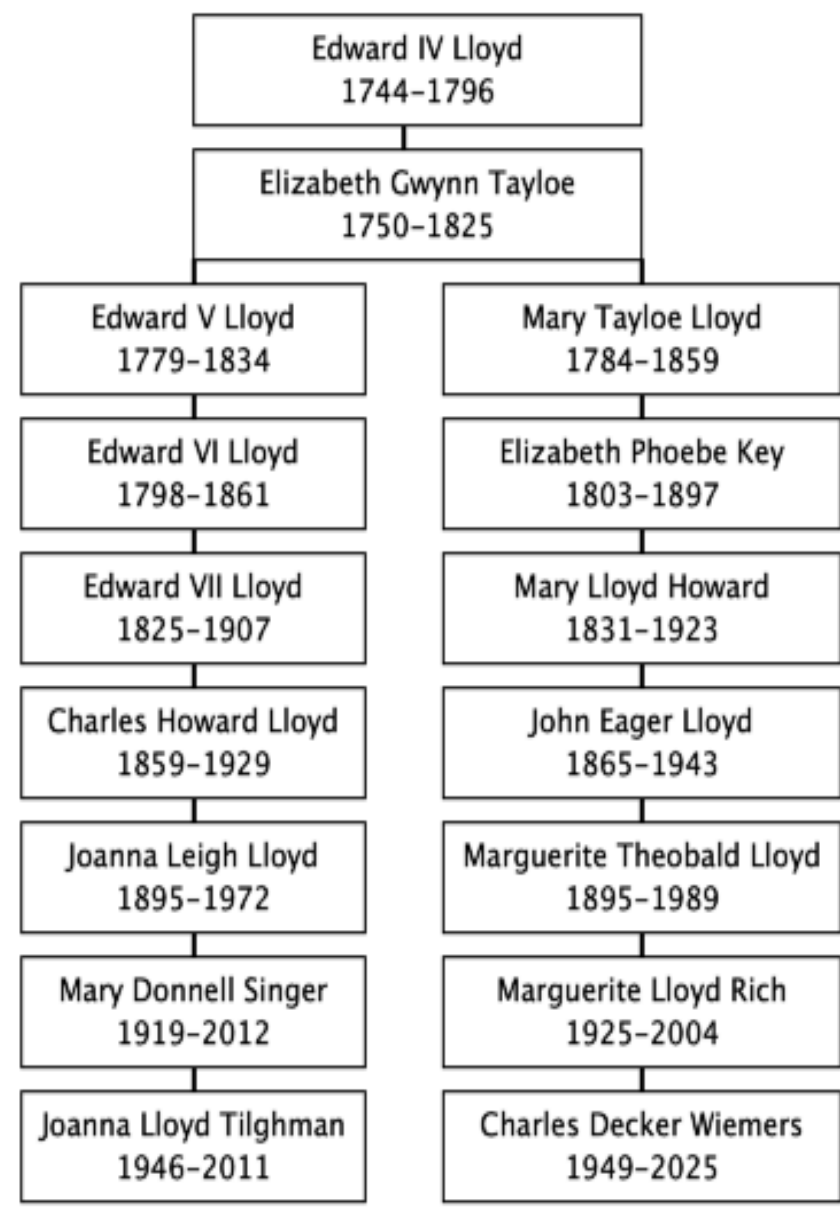 Edward IV Lloyd
1744-1796
Elizabeth Gwynn Tayloe
1750-1825
Edward V Lloyd
1779-1834
Mary Tayloe Lloyd
1784-1859
Edward VI Lloyd
1798-1861
Elizabeth Phoebe Key
1803-1897
Edward VII Lloyd
1825-1907
Mary Lloyd Howard
1831-1923
Charles Howard Lloyd
1859-1929
John Eager Lloyd
1865-1943
Joanna Leigh Lloyd
1895-1972
Marguerite Theobald Lloyd
1895-1989
Mary Donnell Singer
1919-2012
Marguerite Lloyd Rich
1925-2004
Joanna Lloyd Tilghman
1946-2011
Charles Decker Wiemers
1949-2025